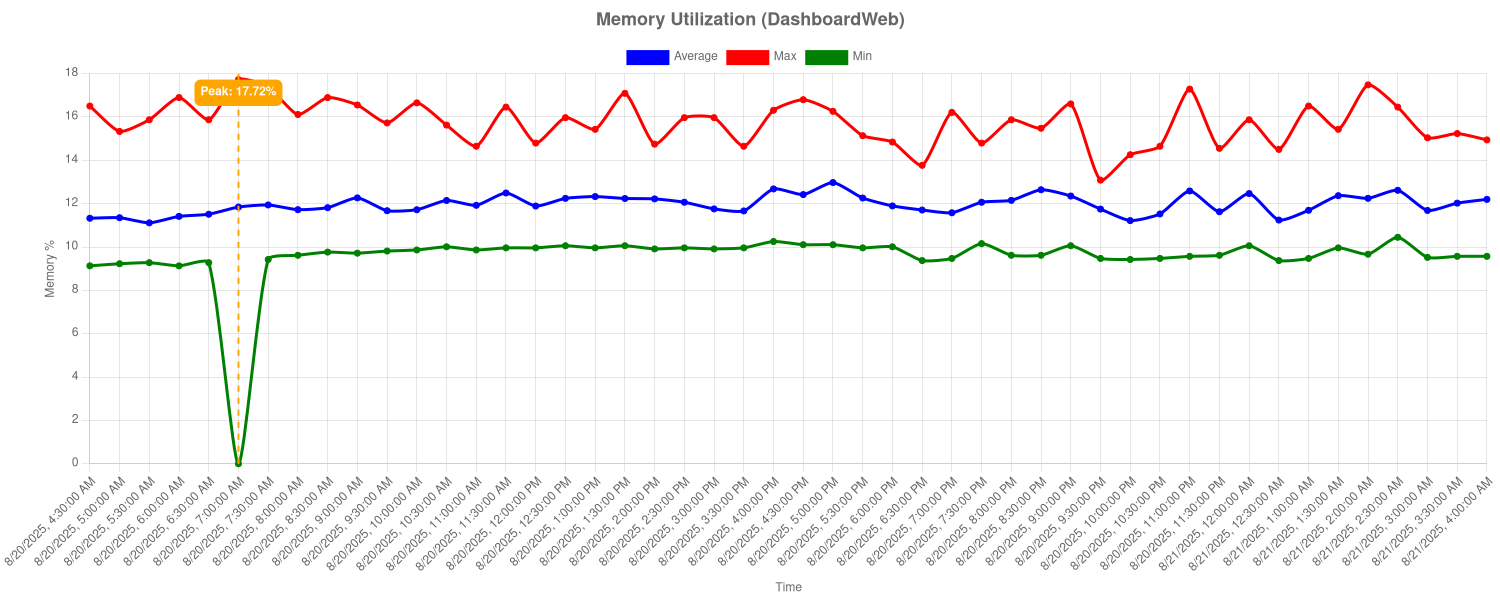 Memory Utilization (DashboardWeb)
Average
Max
Min
Peak: 17.72%
18
16
14
12
10
8
6
4
2
0
Memory %
8/20/2025, 4:30:00 AM
8/20/2025, 5:00:00 AM
8/20/2025, 5:30:00 AM
8/20/2025, 6:00:00 AM
8/20/2025, 6:30:00 AM
8/20/2025, 7:00:00 AM
8/20/2025, 7:30:00 AM
8/20/2025, 8:00:00 AM
8/20/2025, 8:30:00 AM
8/20/2025, 9:00:00 AM
8/20/2025, 9:30:00 AM
8/20/2025, 10:00:00 AM
8/20/2025, 10:30:00 AM
8/20/2025, 11:00:00 AM
8/20/2025, 11:30:00 AM
8/20/2025, 12:00:00 PM
8/20/2025, 12:30:00 PM
8/20/2025, 1:00:00 PM
8/20/2025, 1:30:00 PM
8/20/2025, 2:00:00 PM
8/20/2025, 2:30:00 PM
8/20/2025, 3:00:00 PM
8/20/2025, 3:30:00 PM
8/20/2025, 4:00:00 PM
8/20/2025, 4:30:00 PM
8/20/2025, 5:00:00 PM
8/20/2025, 5:30:00 PM
8/20/2025, 6:00:00 PM
8/20/2025, 6:30:00 PM
8/20/2025, 7:00:00 PM
8/20/2025, 7:30:00 PM
8/20/2025, 8:00:00 PM
8/20/2025, 8:30:00 PM
8/20/2025, 9:00:00 PM
8/20/2025, 9:30:00 PM
8/20/2025, 10:00:00 PM
8/20/2025, 10:30:00 PM
8/20/2025, 11:00:00 PM
8/20/2025, 11:30:00 PM
8/21/2025, 12:00:00 AM
8/21/2025, 12:30:00 AM
8/21/2025, 1:00:00 AM
8/21/2025, 1:30:00 AM
8/21/2025, 2:00:00 AM
8/21/2025, 2:30:00 AM
8/21/2025, 3:00:00 AM
8/21/2025, 3:30:00 AM
8/21/2025, 4:00:00 AM
Time